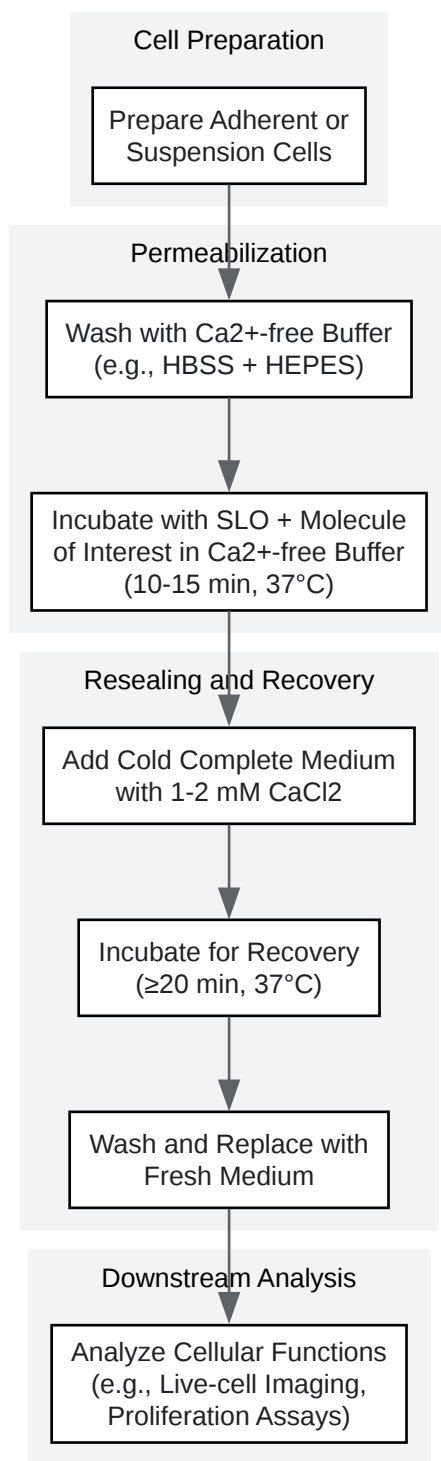 Cell Preparation
Prepare Adherent or
Suspension Cells
Permeabilization
Wash with Ca2+-free Buffer
(e.g., HBSS + HEPES)
Incubate with SLO + Molecule
of Interest in Ca2+-free Buffer
(10-15 min, 37°C)
Resealing and Recovery
Add Cold Complete Medium
with 1-2 mM CaCl2
Incubate for Recovery
(≥20 min, 37°C)
Wash and Replace with
Fresh Medium
Downstream Analysis
Analyze Cellular Functions
(e.g., Live-cell Imaging,
Proliferation Assays)